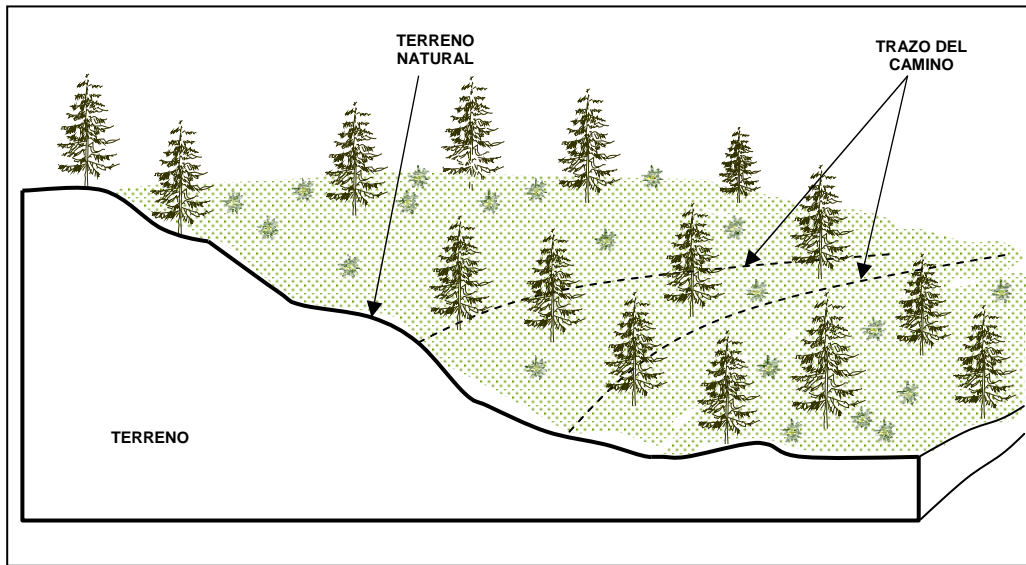 TERRENO
NATURAL
TRAZO DEL
CAMINO
TERRENO